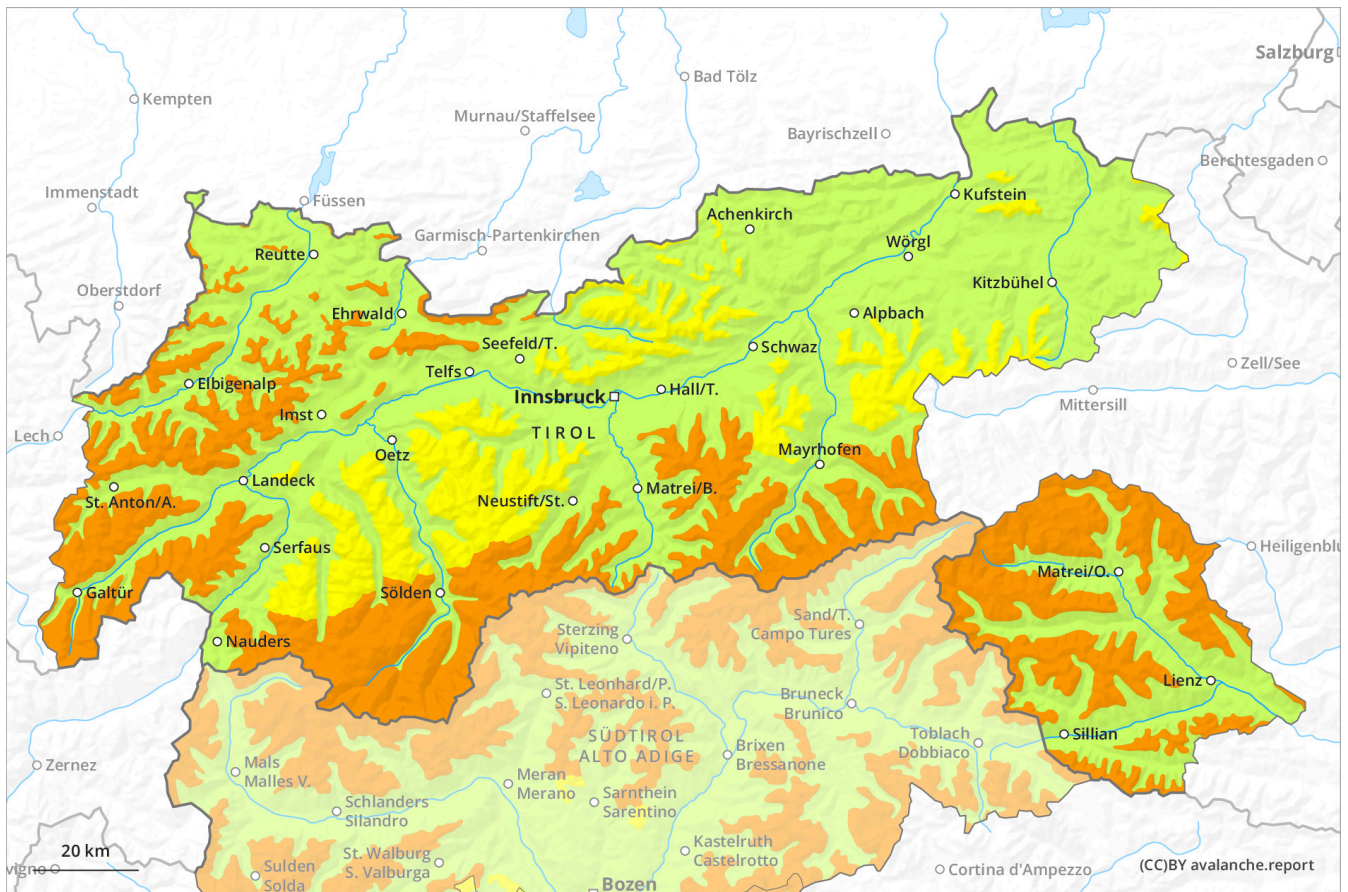 Salzburg
Bad Tölz
Kempten
Murnau/Staffelsee
Bayrischzell
Berchtesgaden
Immenstadt
Füssen
Kufstein
Achenkirch
Garmisch-Partenkirchen
Wörgl
Reutte
Oberstdorf
Kitzbühel
Ehrwald
Alpbach
Seefeld/T.
Schwaz
Zell/See
Telfs
Elbigenalp
Hall/T.
Innsbruck
Mittersill
Imst
Lech
TIROL
Oetz
Mayrhofen
Landeck
Matrei/B.
St. Anton/A.
Neustift/St.
Serfaus
Heiligenblu
Matrei/O.
Galtür
Sölden
Sand/T.
Campo Tures
Sterzing
Vipiteno
Nauders
Lienz
St. Leonhard/P.
S. Leonardo i. P.
Bruneck
Brunico
SÜDTIROL
ALTO ADIGE
Toblach
Dobbiaco
Sillian
Brixen
Bressanone
Zernez
Mals
Malles V.
Meran
Merano
Sarnthein
Sarentino
Schlanders
Silandro
Kastelruth
Castelrotto
20 km
St. Walburg
S. Valburga
vigno
Sulden
Solda
Cortina d'Ampezzo
(CC)BY avalanche.report
Bozen